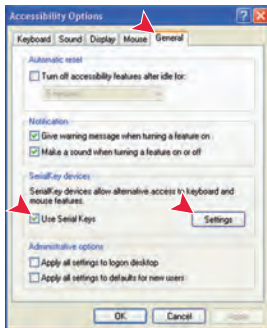 Accessibility Options
Keyboard Sound Display Mouse General
Automatic reset
Turn off accessibility features after idle for:
5 minutes
Notification
Give warning message when turning a feature on
Make a sound when turning a feature on or off
SerialKey devices
SerialKey devices allow alternative access to keyboard and
mouse features.
Use Serial Keys
Settings
Administrative options
Apply all settings to logon desktop
Apply all settings to defaults for new users
OK Cancel Apply